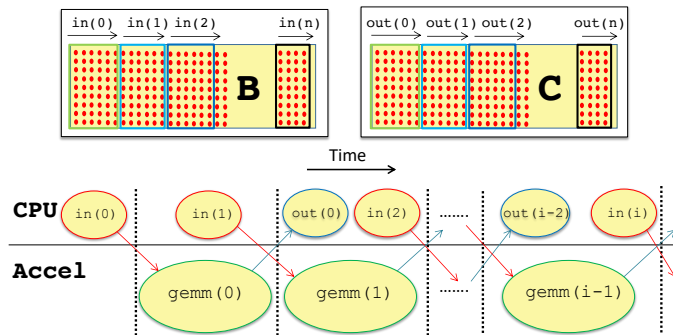 in(0) in(1) in(2) in(n)
B
out(0) out(1) out(2) out(n)
C
Time
CPU
in(0) in(1) out(0) in(2) ...... out(i-2) in(i)
Accel
gemm(0) gemm(1) ...... gemm(i-1)